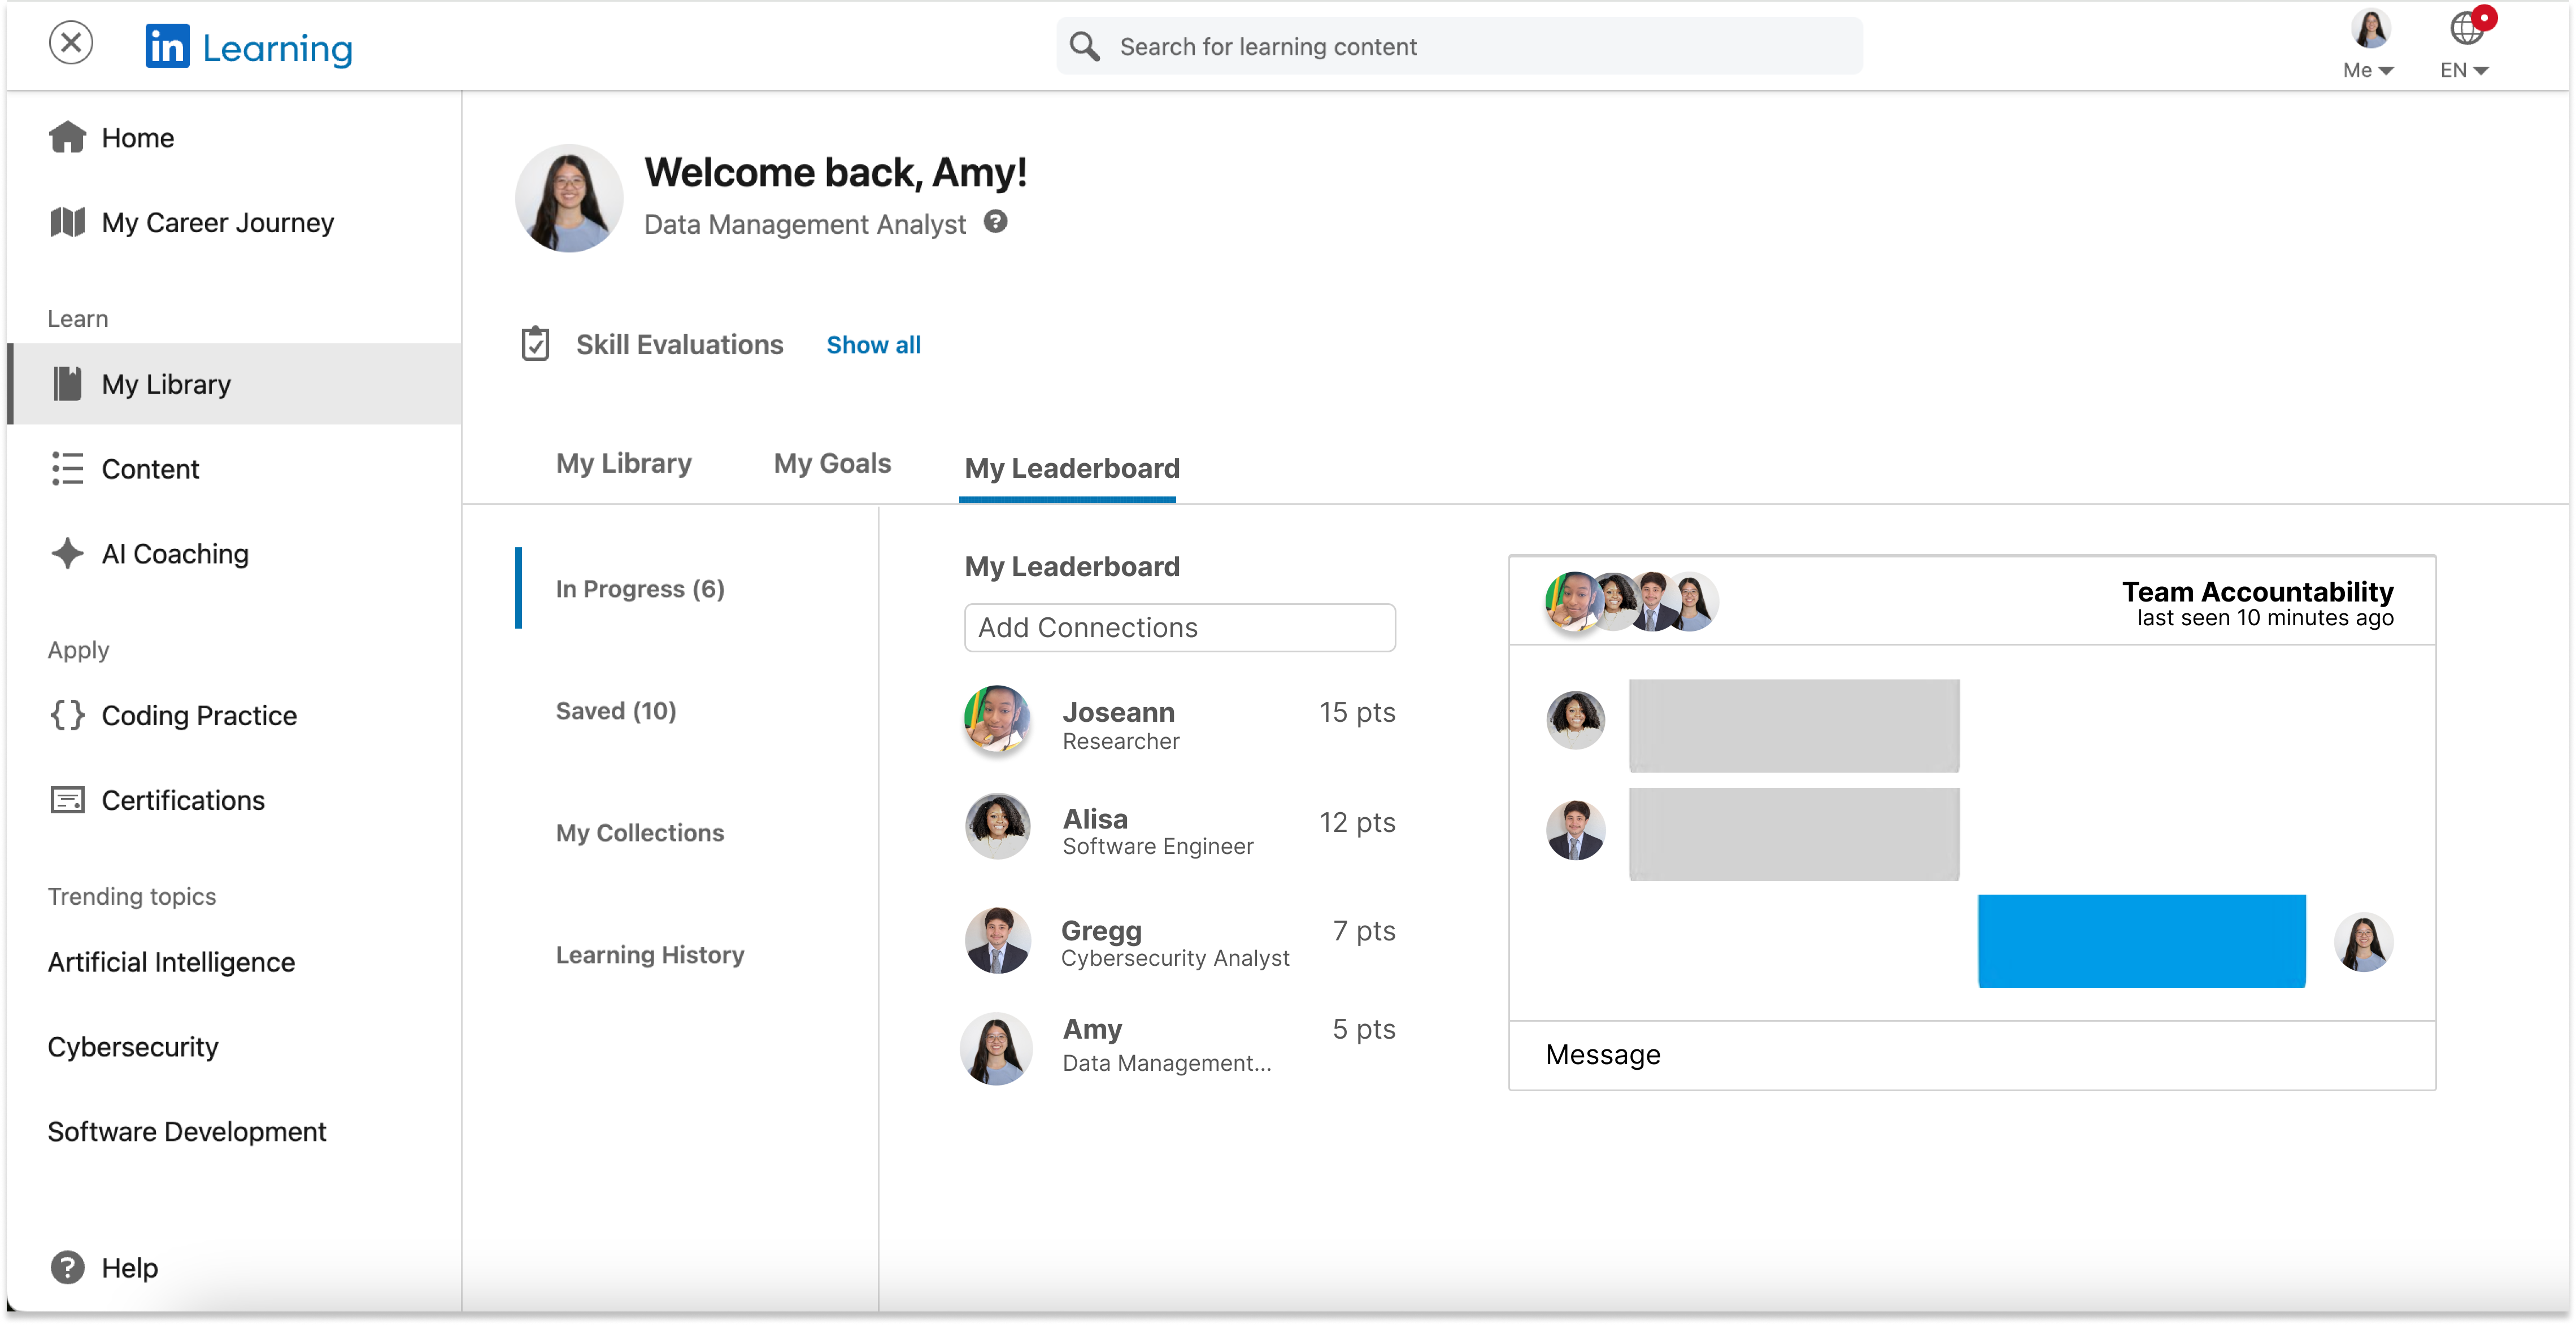 in Learning
Search for learning content
Me
EN
Home
My Career Journey
Learn
My Library
Content
AI Coaching
Apply
Coding Practice
Certifications
Trending topics
Artificial Intelligence
Cybersecurity
Software Development
Help
Welcome back, Amy!
Data Management Analyst ?
Skill Evaluations Show all
My Library My Goals My Leaderboard
In Progress (6)
Saved (10)
My Collections
Learning History
My Leaderboard
Add Connections
Joseann 15 pts
Researcher
Alisa 12 pts
Software Engineer
Gregg 7 pts
Cybersecurity Analyst
Amy 5 pts
Data Management...
Team Accountability
last seen 10 minutes ago
Message